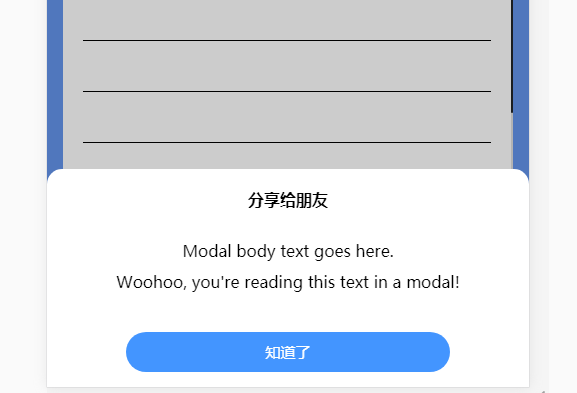 分享给朋友
Modal body text goes here.
Woohoo, you're reading this text in a modal!
知道了